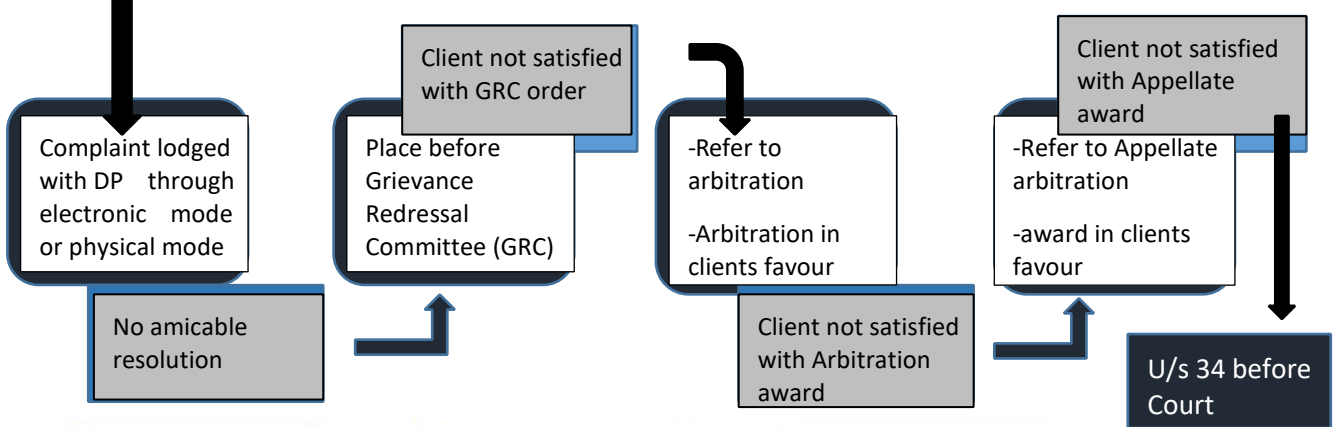 Complaint lodged
with DP through
electronic mode
or physical mode
No amicable
resolution
Place before
Grievance
Redressal
Committee (GRC)
Client not satisfied
with GRC order
-Refer to
arbitration
-Arbitration in
clients favour
Client not satisfied
with Arbitration
award
-Refer to Appellate
arbitration
-award in clients
favour
Client not satisfied
with Appellate
award
U/s 34 before
Court